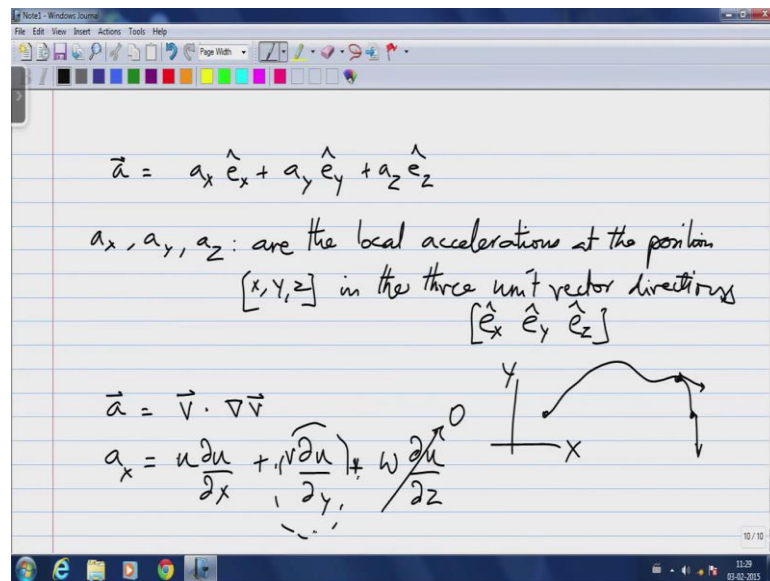 Note1 - Windows Journal
File Edit View Insert Actions Tools Help
Page Width
B I
a⃗ = aₓ êₓ + a_y ê_y + a_z ê_z
aₓ, a_y, a_z : are the local accelerations at the position
[x, y, z] in the three unit vector directions
[êₓ ê_y ê_z]
Y
X
a⃗ = V⃗ · ∇V⃗
aₓ = u ∂u/∂x + (v ∂u/∂y) + w ∂u/∂z 0
10 / 10
11:29
03-02-2015